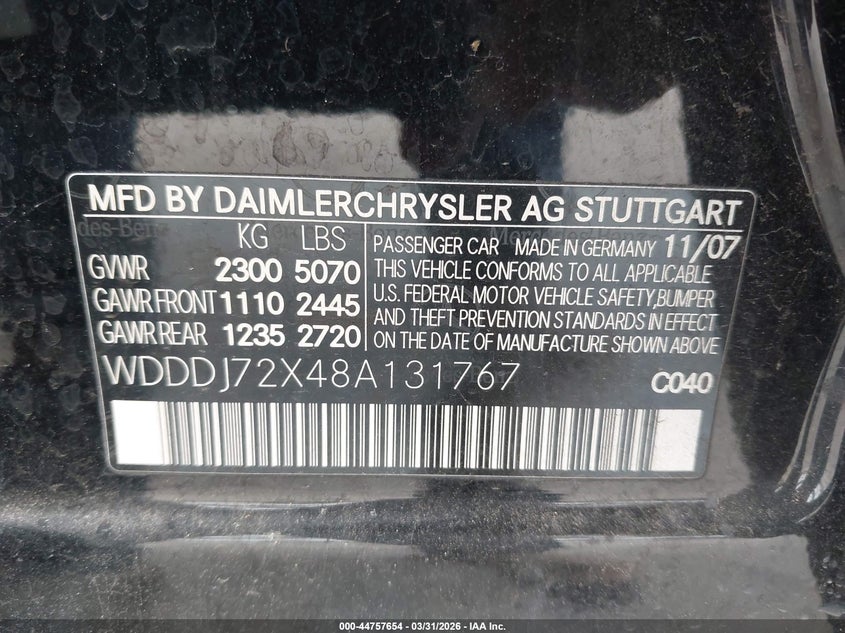 MFD BY DAIMLERCHRYSLER AG STUTTGART
KG LBS
GVWR 2300 5070
GAWR FRONT 1110 2445
GAWR REAR 1235 2720
PASSENGER CAR MADE IN GERMANY 11/07
THIS VEHICLE CONFORMS TO ALL APPLICABLE
U.S. FEDERAL MOTOR VEHICLE SAFETY,BUMPER
AND THEFT PREVENTION STANDARDS IN EFFECT
ON THE DATE OF MANUFACTURE SHOWN ABOVE
WDDDJ72X48A131767
C040
000-44757654 — 03/31/2026 — IAA Inc.